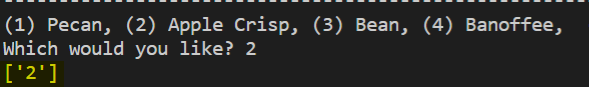 (1) Pecan, (2) Apple Crisp, (3) Bean, (4) Banoffee,
Which would you like? 2
['2']